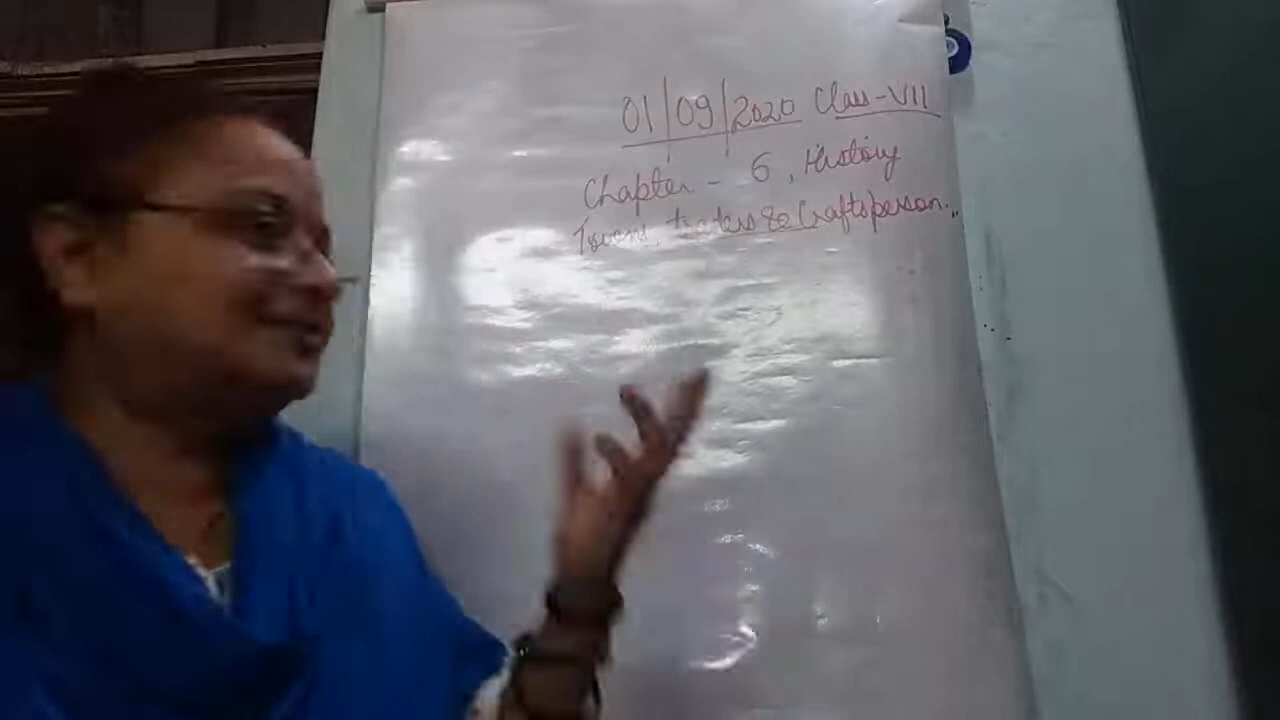 01/09/2020 Class-VII
Chapter - 6, History
Towns, traders & Craftsperson..